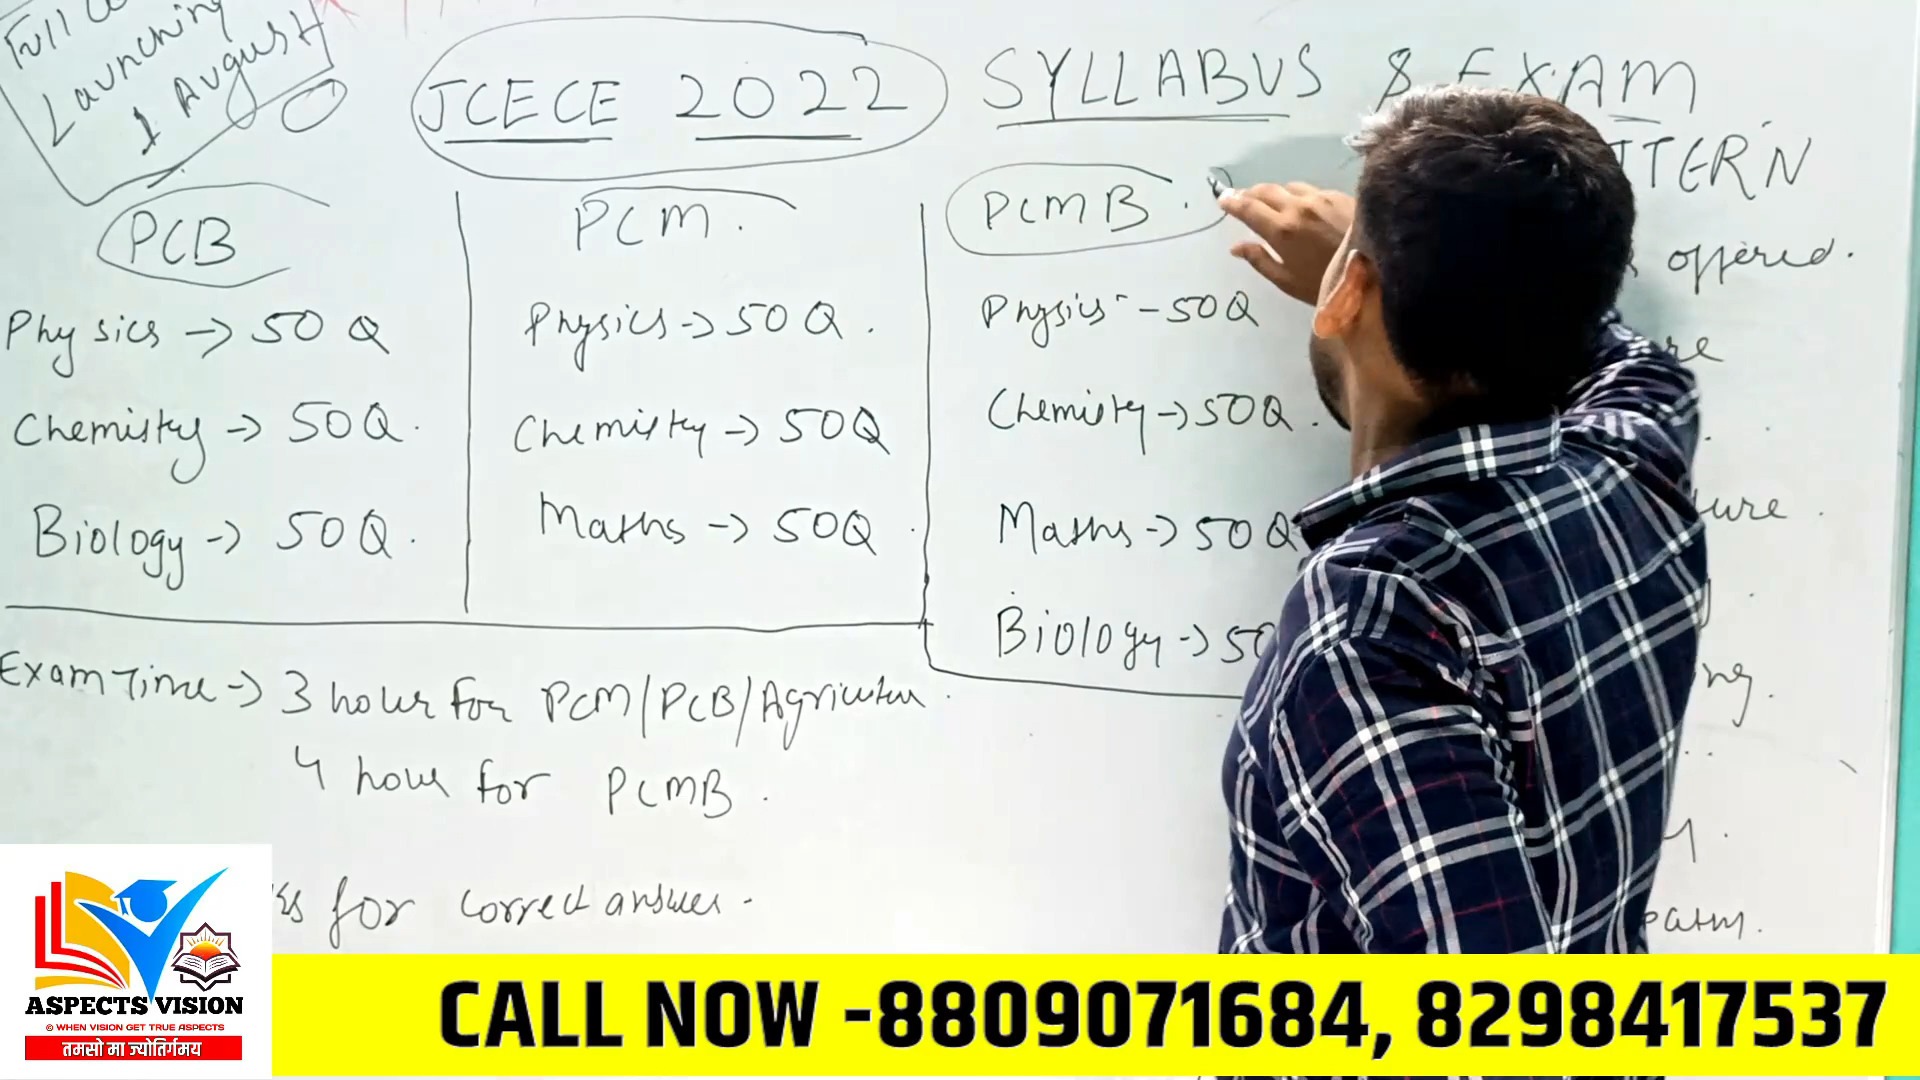 Full
Launching
1 August
JCECE 2022
SYLLABUS & EXAM
TTERN
PCB
PCM.
PCMB.
offered.
Physics → 50 Q
Physics → 50 Q.
Physics - 50Q
Chemistry → 50Q.
Chemistry → 50Q
Chemistry → 50Q.
Biology → 50Q.
Maths → 50Q.
Maths → 50Q
ture.
Biology → 50
Exam Time → 3 hour for PCM/PCB/Agriculture.
4 hour for PCMB.
for correct answer.
ASPECTS VISION
© WHEN VISION GET TRUE ASPECTS
तमसो मा ज्योतिर्गमय
CALL NOW -8809071684, 8298417537